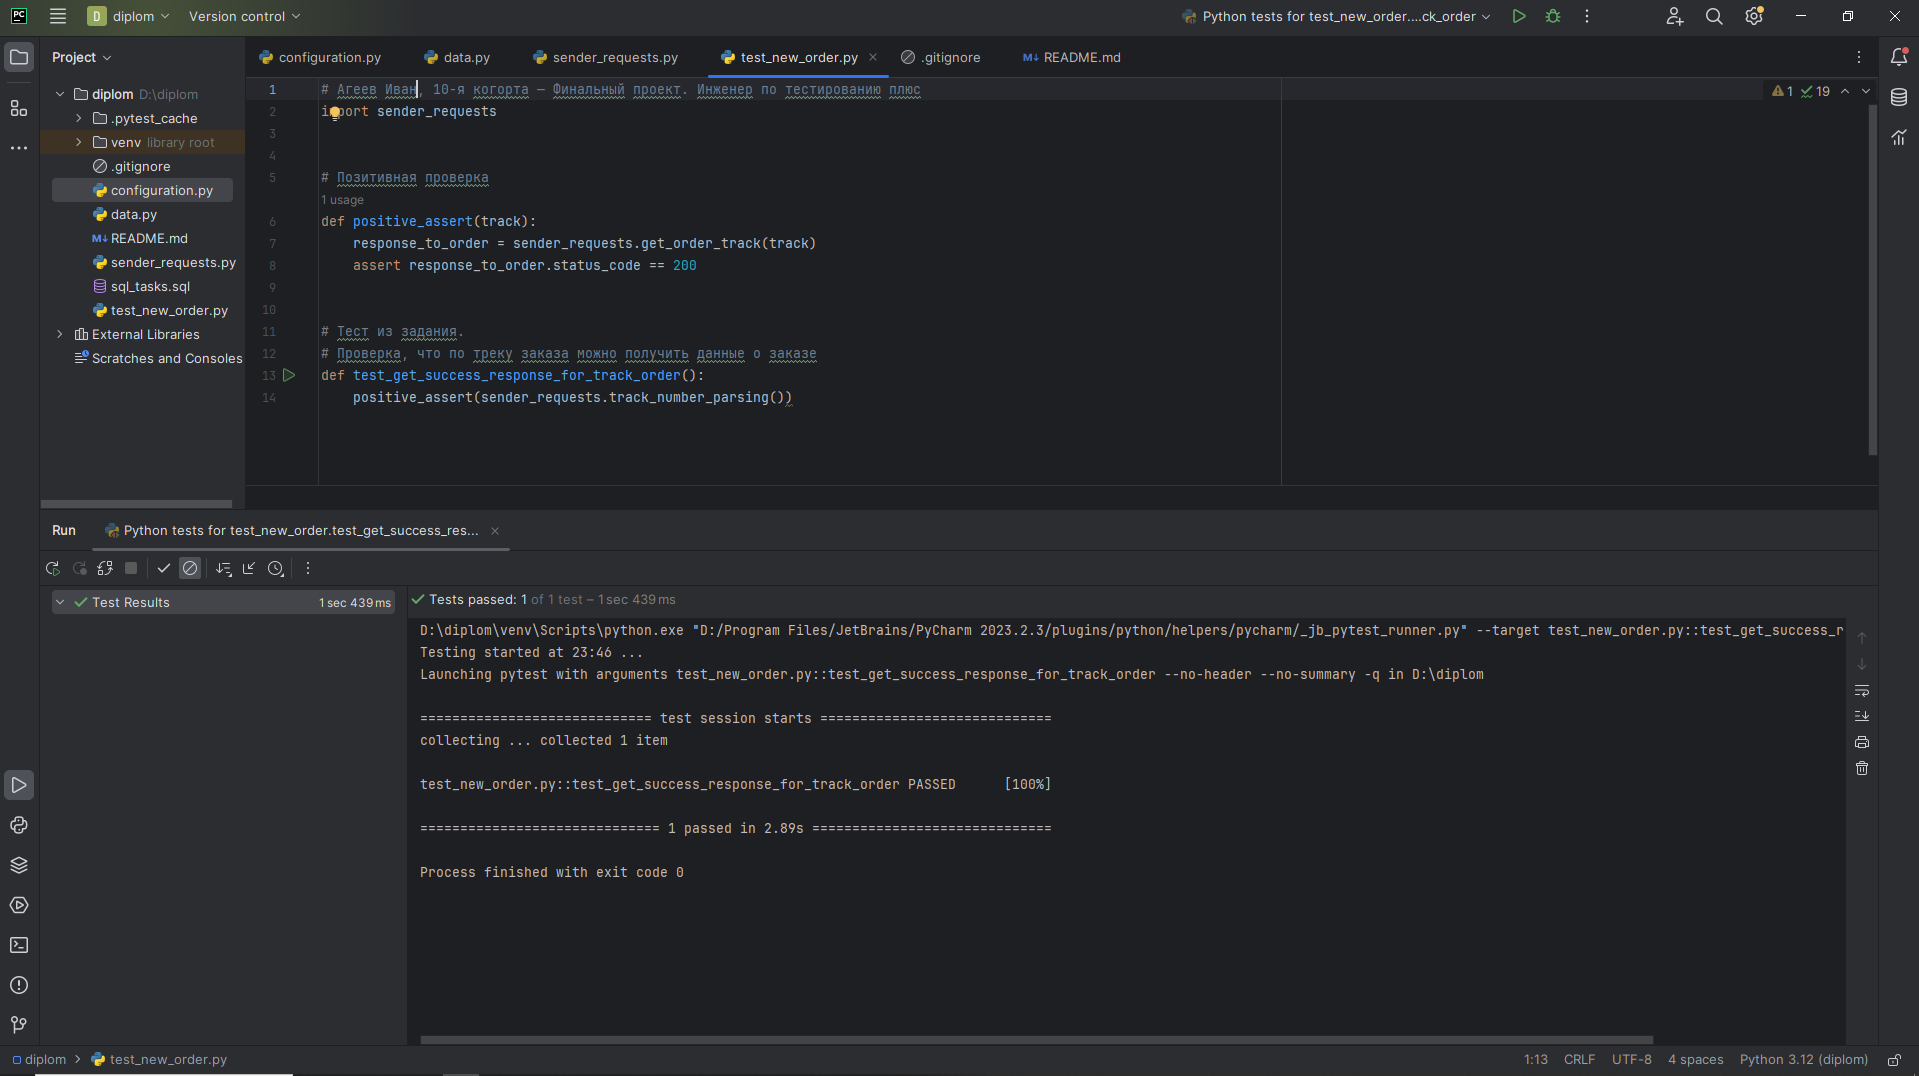 PC
D diplom
Version control
Python tests for test_new_order....ck_order
Project
configuration.py
data.py
sender_requests.py
test_new_order.py
.gitignore
M↓ README.md
diplom D:\diplom
.pytest_cache
venv library root
.gitignore
configuration.py
data.py
M↓ README.md
sender_requests.py
sql_tasks.sql
test_new_order.py
External Libraries
Scratches and Consoles
1 # Агеев Иван, 10-я когорта — Финальный проект. Инженер по тестированию плюс
1 19
2 import sender_requests
3
4
5 # Позитивная проверка
1 usage
6 def positive_assert(track):
7 response_to_order = sender_requests.get_order_track(track)
8 assert response_to_order.status_code == 200
9
10
11 # Тест из задания.
12 # Проверка, что по треку заказа можно получить данные о заказе
13 def test_get_success_response_for_track_order():
14 positive_assert(sender_requests.track_number_parsing())
Run
Python tests for test_new_order.test_get_success_res...
Test Results 1 sec 439 ms
Tests passed: 1 of 1 test – 1 sec 439 ms
D:\diplom\venv\Scripts\python.exe "D:/Program Files/JetBrains/PyCharm 2023.2.3/plugins/python/helpers/pycharm/_jb_pytest_runner.py" --target test_new_order.py::test_get_success_r
Testing started at 23:46 ...
Launching pytest with arguments test_new_order.py::test_get_success_response_for_track_order --no-header --no-summary -q in D:\diplom
============================= test session starts =============================
collecting ... collected 1 item
test_new_order.py::test_get_success_response_for_track_order PASSED [100%]
============================== 1 passed in 2.89s ==============================
Process finished with exit code 0
diplom
test_new_order.py
1:13
CRLF
UTF-8
4 spaces
Python 3.12 (diplom)